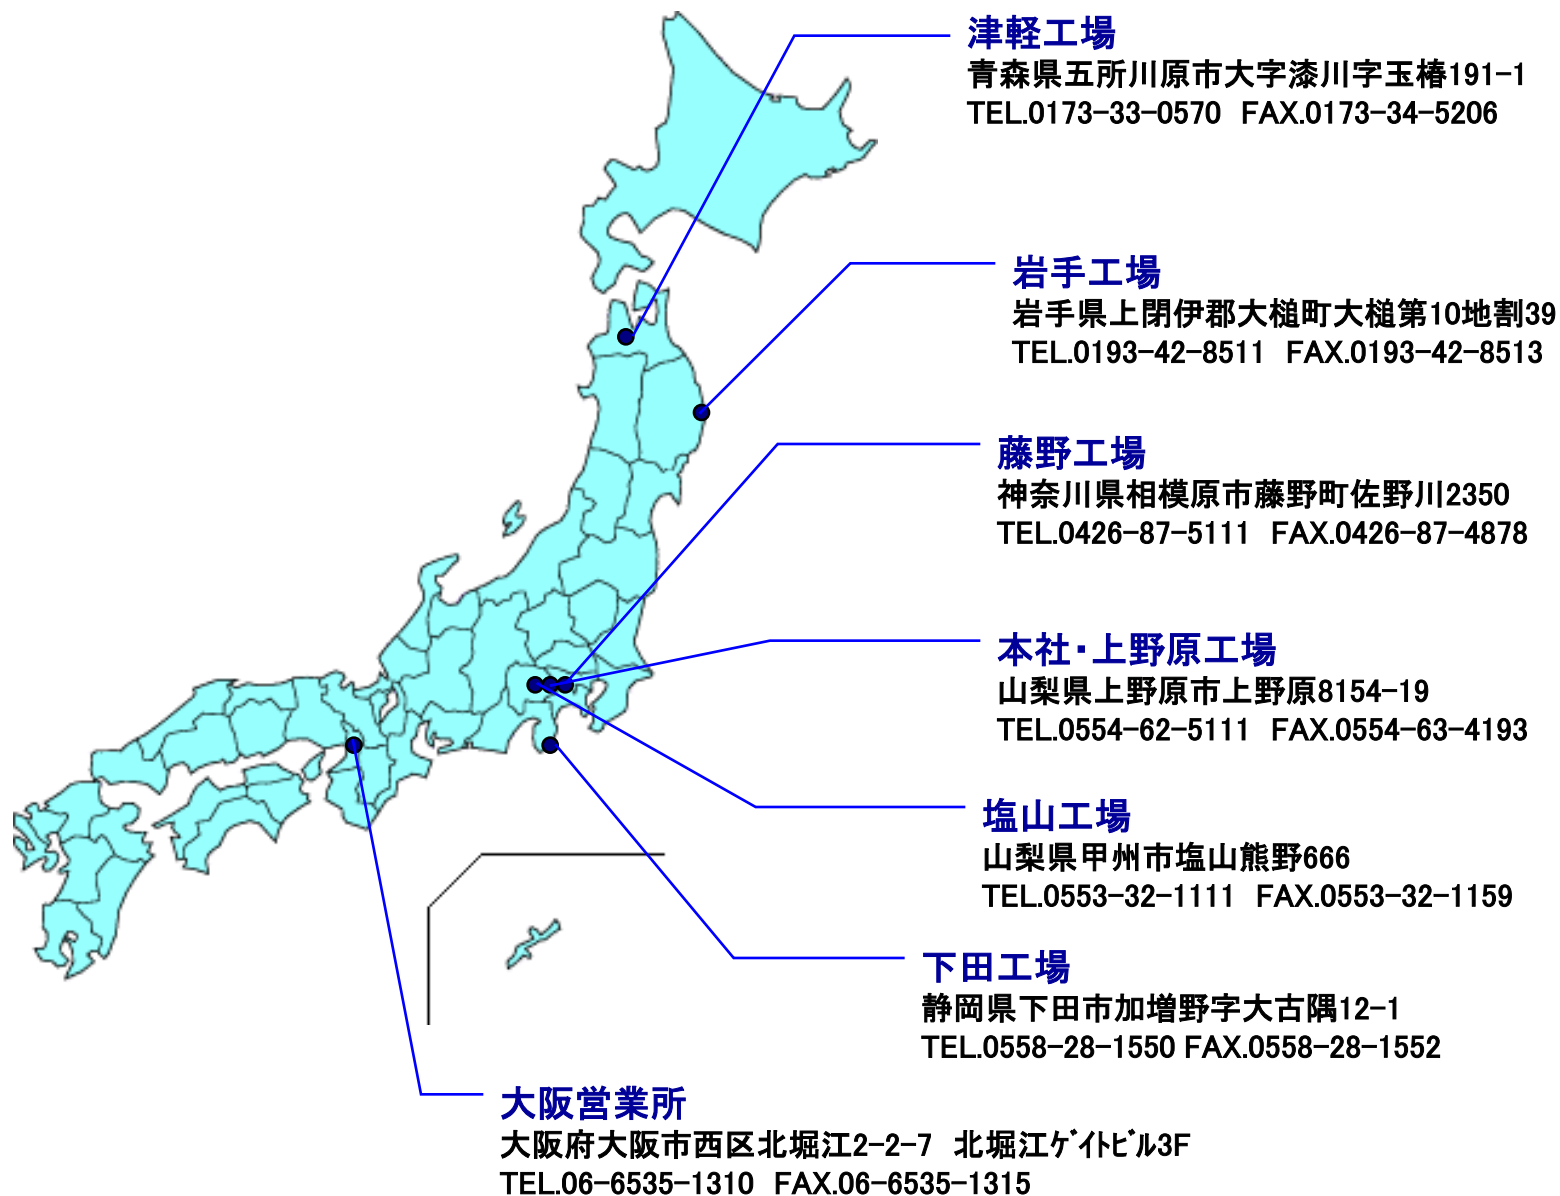 津軽工場
青森県五所川原市大字漆川字玉椿191-1
TEL.0173-33-0570 FAX.0173-34-5206
岩手工場
岩手県上閉伊郡大槌町大槌第10地割39
TEL.0193-42-8511 FAX.0193-42-8513
藤野工場
神奈川県相模原市藤野町佐野川2350
TEL.0426-87-5111 FAX.0426-87-4878
本社・上野原工場
山梨県上野原市上野原8154-19
TEL.0554-62-5111 FAX.0554-63-4193
塩山工場
山梨県甲州市塩山熊野666
TEL.0553-32-1111 FAX.0553-32-1159
下田工場
静岡県下田市加増野字大古隅12-1
TEL.0558-28-1550 FAX.0558-28-1552
大阪営業所
大阪府大阪市西区北堀江2-2-7 北堀江ｹﾞｲﾄﾋﾞﾙ3F
TEL.06-6535-1310 FAX.06-6535-1315